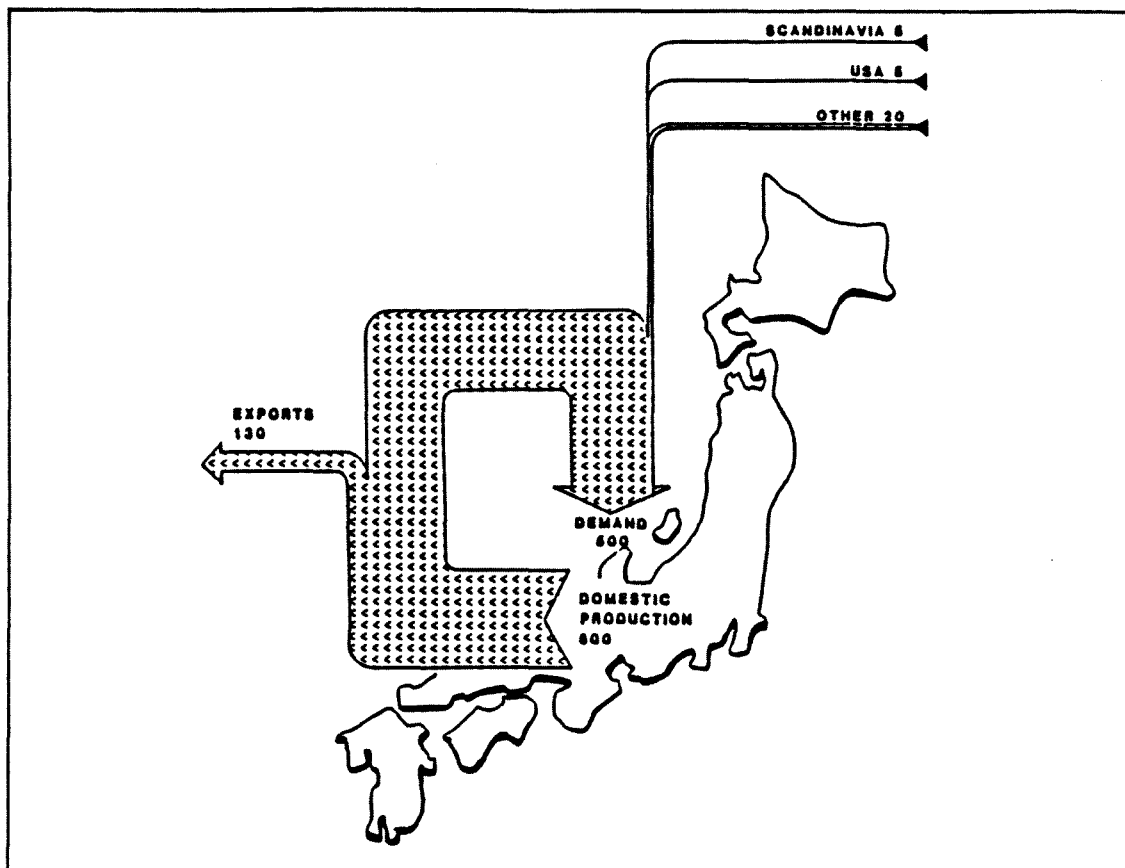 SCANDINAVIA 5
USA 5
OTHER 20
EXPORTS
130
DEMAND
500
DOMESTIC
PRODUCTION
600